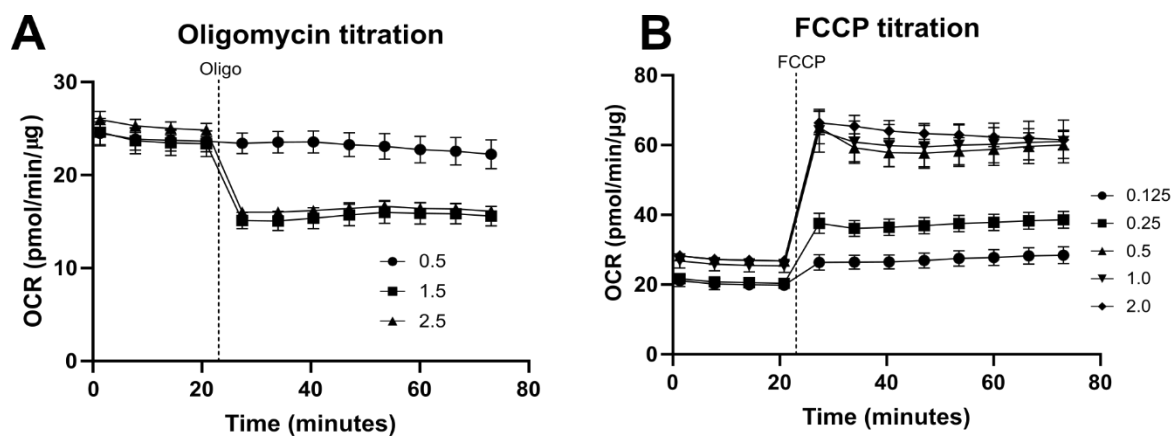 A
Oligomycin titration
Oligo
OCR (pmol/min/μg)
30
20
10
0
0
20
40
60
80
Time (minutes)
0.5
1.5
2.5
B
FCCP titration
FCCP
OCR (pmol/min/μg)
80
60
40
20
0
0
20
40
60
80
Time (minutes)
0.125
0.25
0.5
1.0
2.0